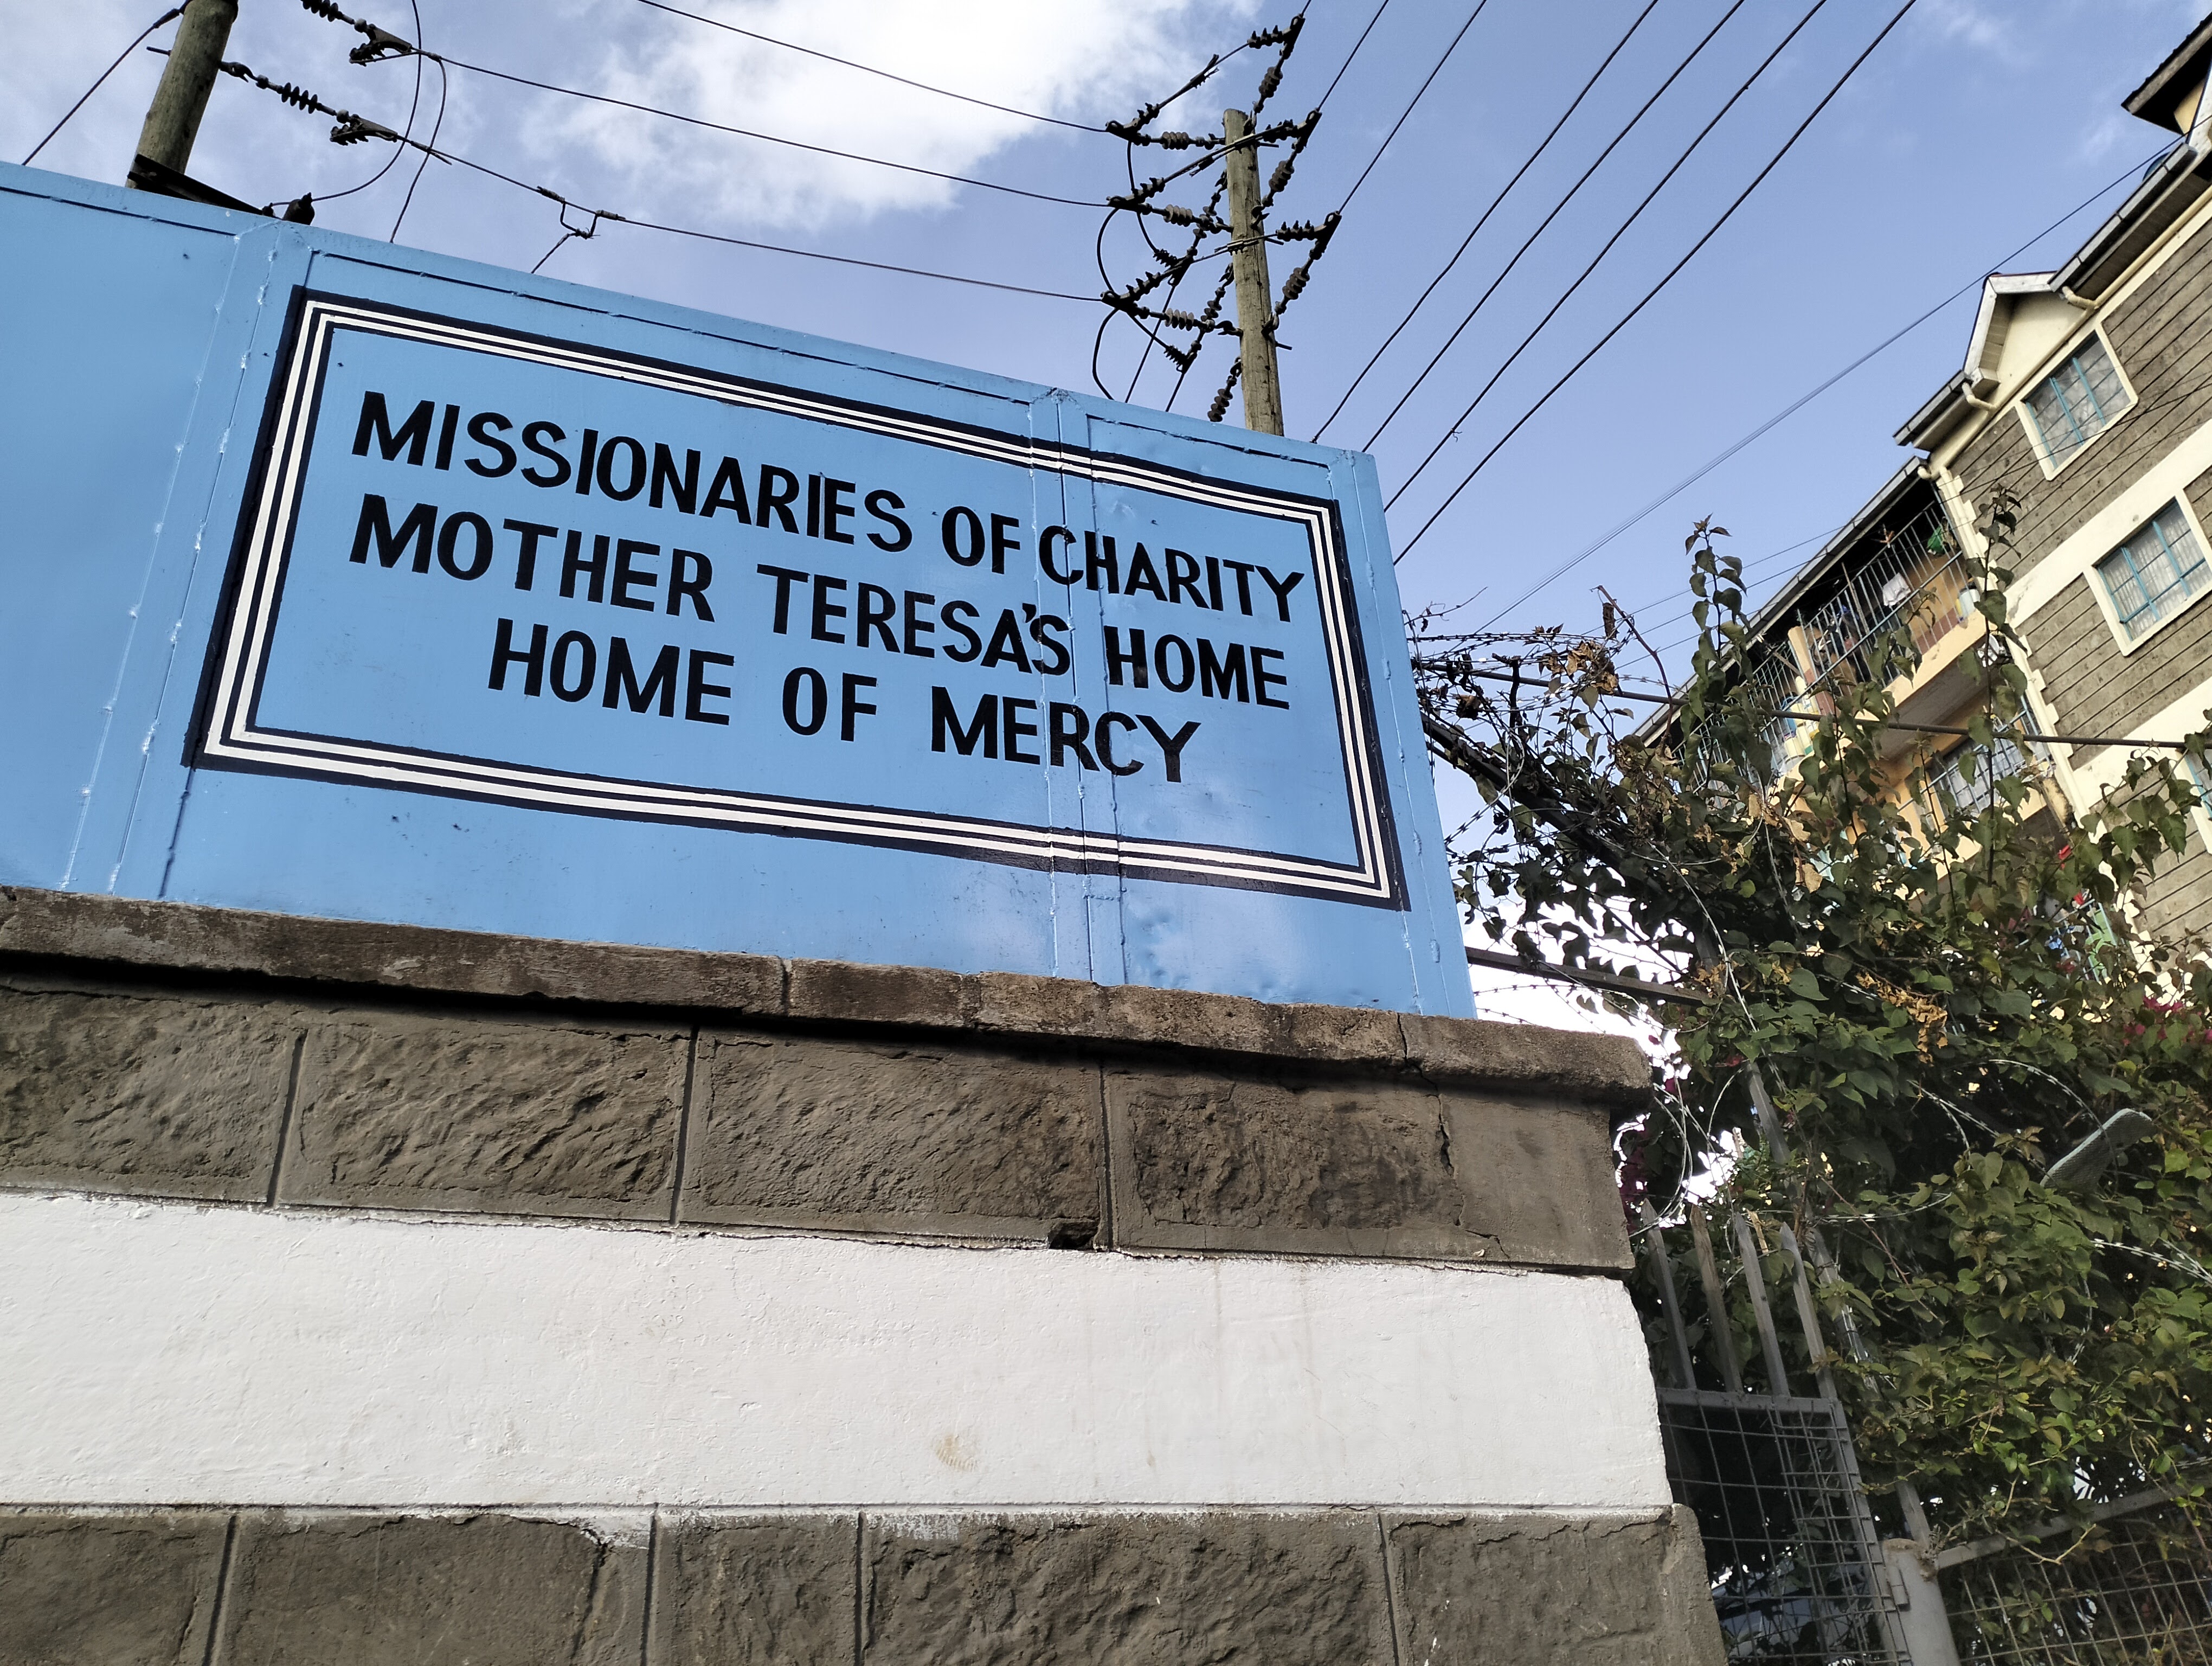 MISSIONARIES OF CHARITY
MOTHER TERESA'S HOME
HOME OF MERCY